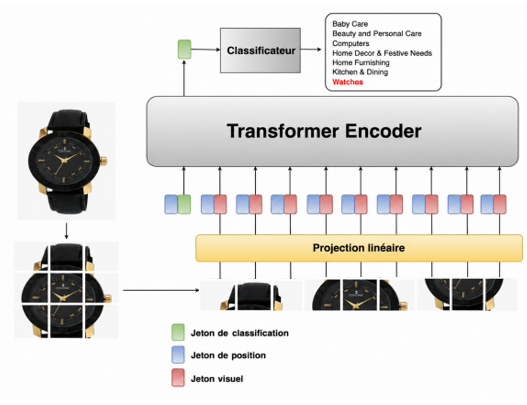 Baby Care
Beauty and Personal Care
Computers
Home Decor & Festive Needs
Home Furnishing
Kitchen & Dining
Watches
Classificateur
Transformer Encoder
Projection linéaire
Jeton de classification
Jeton de position
Jeton visuel